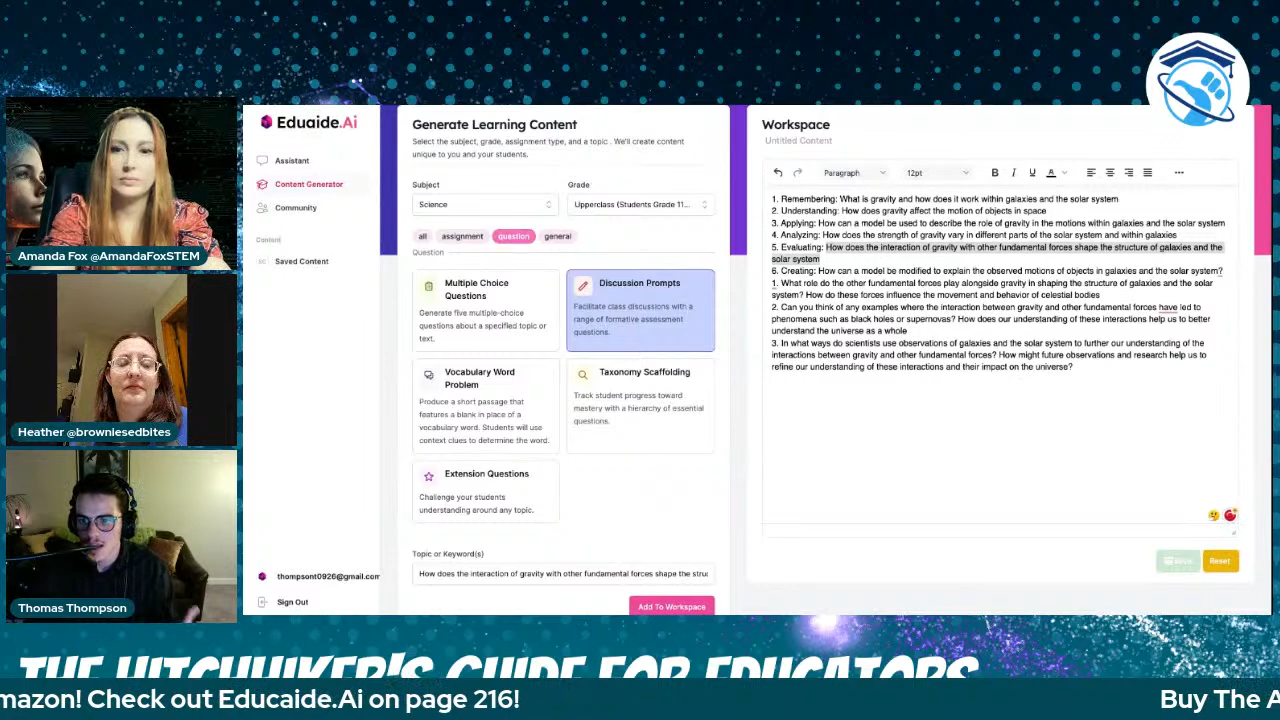 Amanda Fox @AmandaFoxSTEM
Heather @browniesedbites
Thomas Thompson
Eduaide.Ai
Assistant
Content Generator
Community
Content
Saved Content
thompsont0926@gmail.com
Sign Out
Generate Learning Content
Select the subject, grade, assignment type, and a topic . We'll create content
unique to you and your students.
Subject
Grade
Science
Upperclass (Students Grade 11...
all
assignment
question
general
Question
Multiple Choice
Questions
Generate five multiple-choice
questions about a specified topic or
text.
Discussion Prompts
Facilitate class discussions with a
range of formative assessment
questions.
Vocabulary Word
Problem
Produce a short passage that
features a blank in place of a
vocabulary word. Students will use
context clues to determine the word.
Taxonomy Scaffolding
Track student progress toward
mastery with a hierarchy of essential
questions.
Extension Questions
Challenge your students
understanding around any topic.
Topic or Keyword(s)
How does the interaction of gravity with other fundamental forces shape the stru
Add To Workspace
Workspace
Untitled Content
Paragraph
12pt
B
I
U
A
1. Remembering: What is gravity and how does it work within galaxies and the solar system
2. Understanding: How does gravity affect the motion of objects in space
3. Applying: How can a model be used to describe the role of gravity in the motions within galaxies and the solar system
4. Analyzing: How does the strength of gravity vary in different parts of the solar system and within galaxies
5. Evaluating: How does the interaction of gravity with other fundamental forces shape the structure of galaxies and the
solar system
6. Creating: How can a model be modified to explain the observed motions of objects in galaxies and the solar system?
1. What role do the other fundamental forces play alongside gravity in shaping the structure of galaxies and the solar
system? How do these forces influence the movement and behavior of celestial bodies
2. Can you think of any examples where the interaction between gravity and other fundamental forces have led to
phenomena such as black holes or supernovas? How does our understanding of these interactions help us to better
understand the universe as a whole
3. In what ways do scientists use observations of galaxies and the solar system to further our understanding of the
interactions between gravity and other fundamental forces? How might future observations and research help us to
refine our understanding of these interactions and their impact on the universe?
Reset
THE HITCHHIKER'S GUIDE FOR EDUCATORS
mazon! Check out Educaide.Ai on page 216!
Buy The A